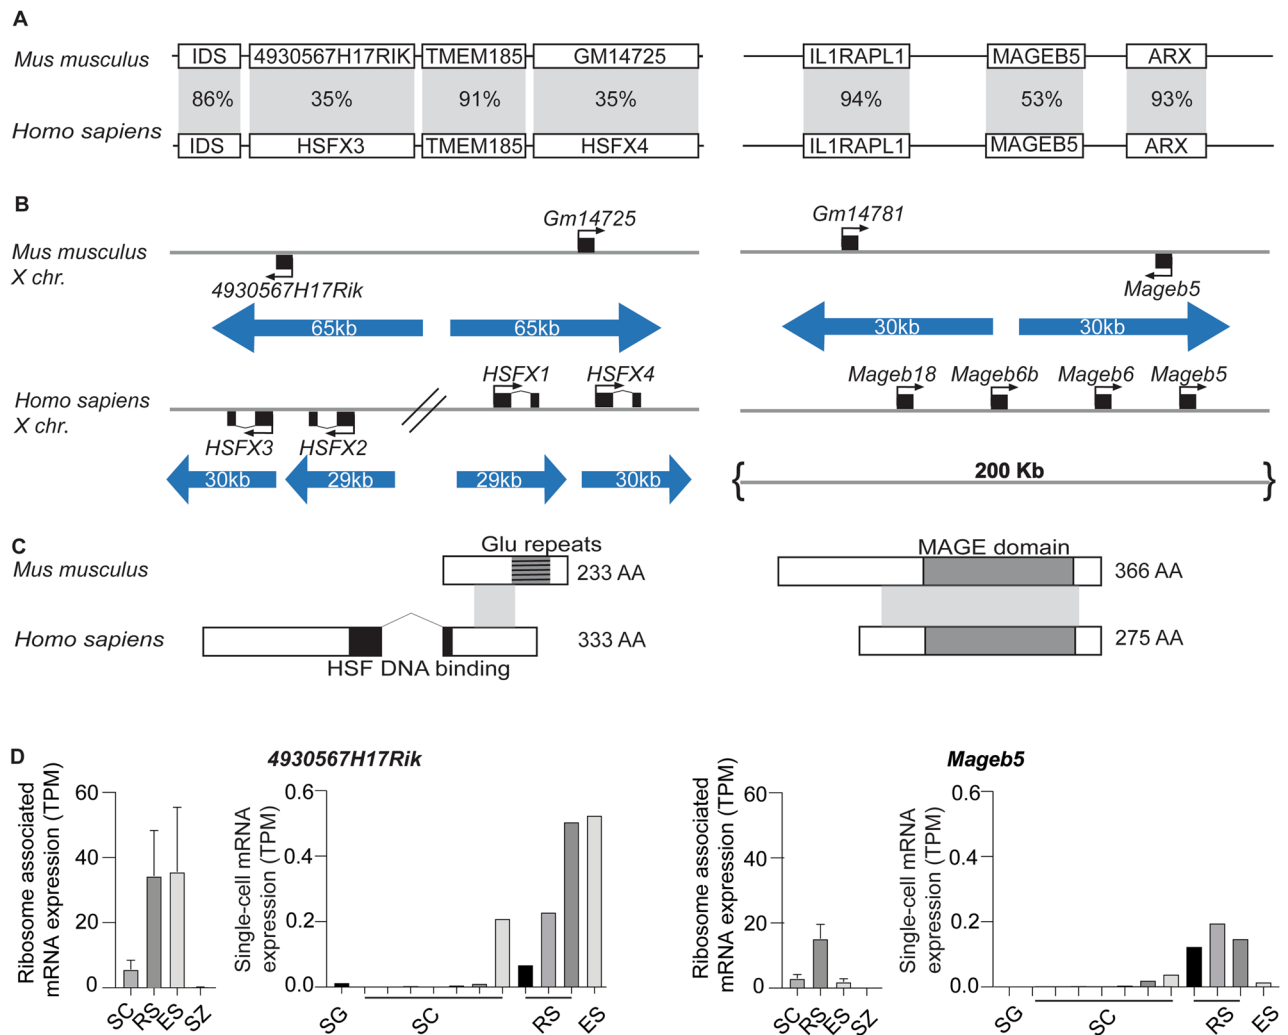 A
Mus musculus IDS 4930567H17RIK TMEM185 GM14725 IL1RAPL1 MAGEB5 ARX
86% 35% 91% 35% 94% 53% 93%
Homo sapiens IDS HSFX3 TMEM185 HSFX4 IL1RAPL1 MAGEB5 ARX
B
Gm14725 Gm14781
Mus musculus
X chr.
4930567H17Rik Mageb5
65kb 65kb 30kb 30kb
HSFX1 HSFX4 Mageb18 Mageb6b Mageb6 Mageb5
Homo sapiens
X chr.
HSFX3 HSFX2
30kb 29kb 29kb 30kb
{ 200 Kb }
C
Glu repeats MAGE domain
Mus musculus 233 AA 366 AA
Homo sapiens 333 AA 275 AA
HSF DNA binding
D
4930567H17Rik
Ribosome associated
mRNA expression (TPM)
60
40
20
0
SC RS ES SZ
Single-cell mRNA
expression (TPM)
0.6
0.4
0.2
0.0
SG SC RS ES
Mageb5
Ribosome associated
mRNA expression (TPM)
60
40
20
0
SC RS ES SZ
Single-cell mRNA
expression (TPM)
0.6
0.4
0.2
0.0
SG SC RS ES